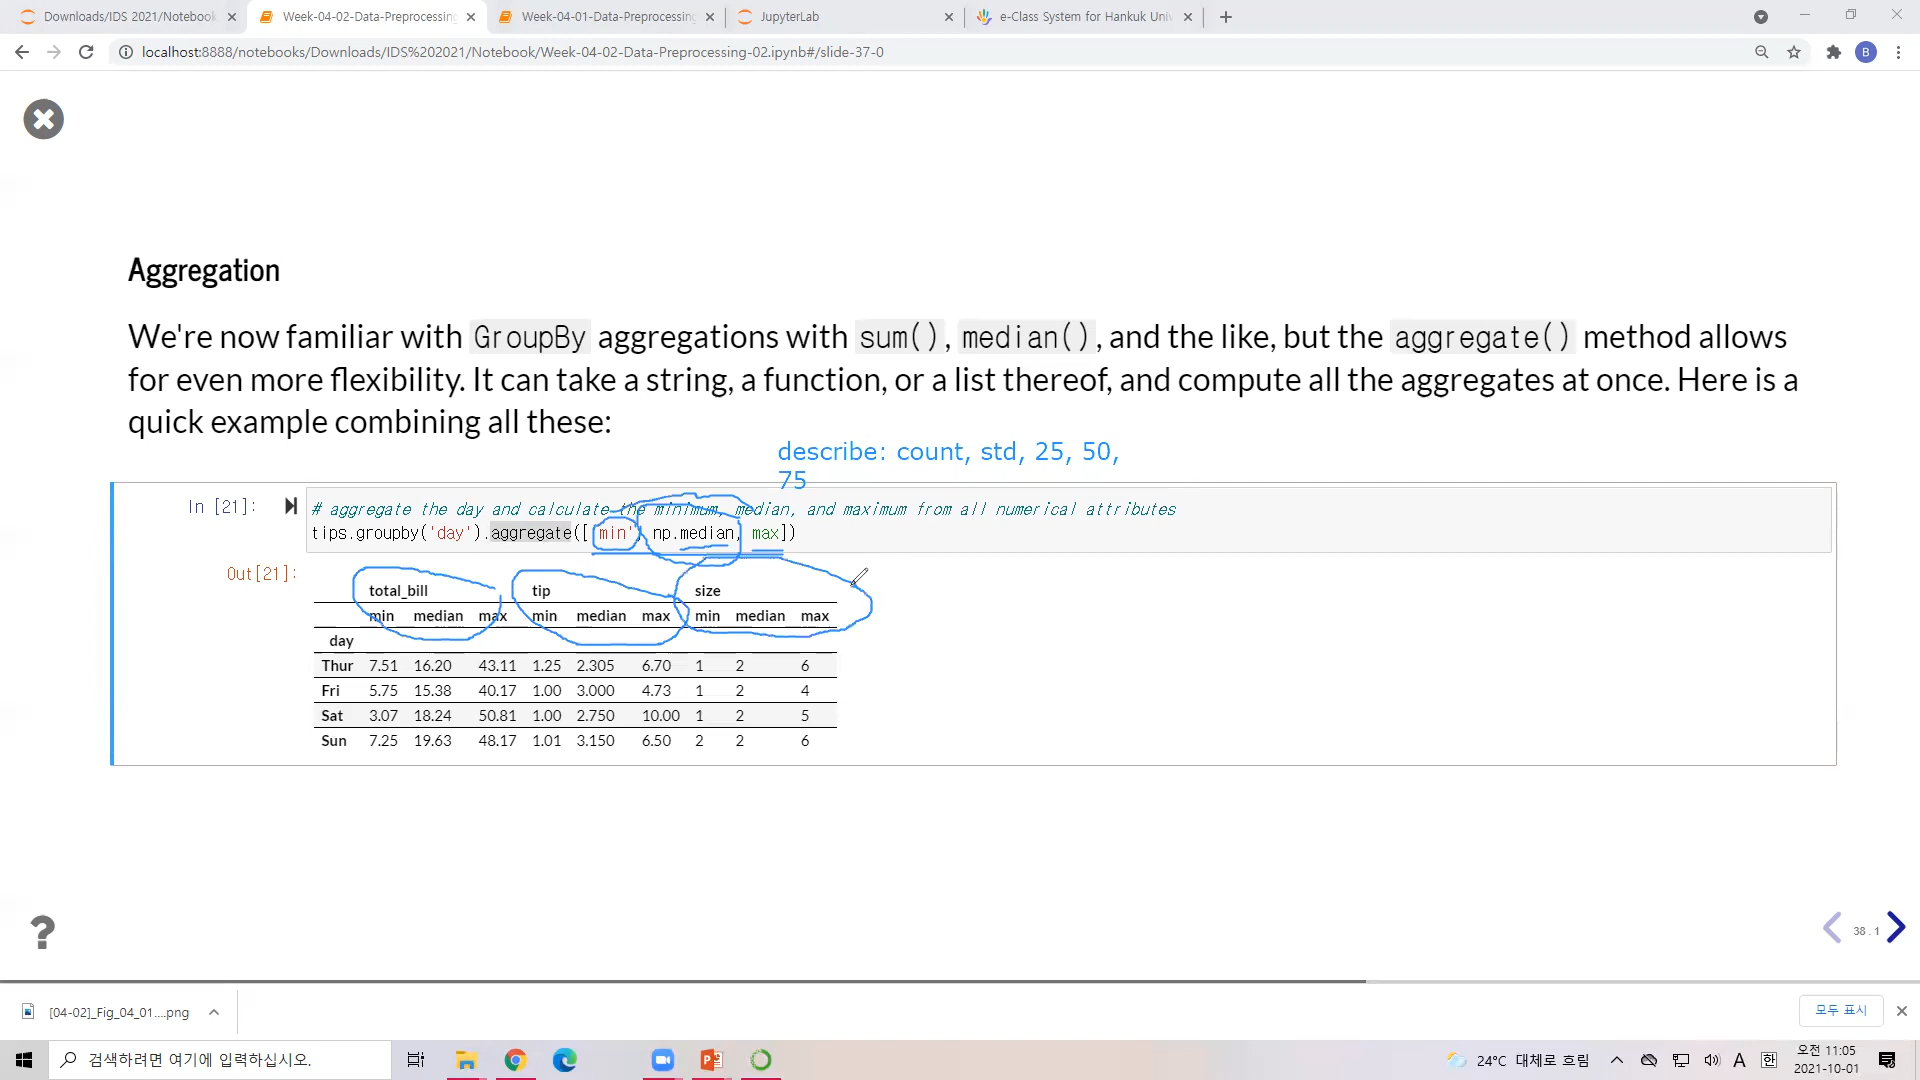 Downloads/IDS 2021/Notebook
Week-04-02-Data-Preprocessing
Week-04-01-Data-Preprocessing
JupyterLab
e-Class System for Hankuk Univ
localhost:8888/notebooks/Downloads/IDS%202021/Notebook/Week-04-02-Data-Preprocessing-02.ipynb#/slide-37-0
B
Aggregation
We're now familiar with GroupBy aggregations with sum(), median(), and the like, but the aggregate() method allows
for even more flexibility. It can take a string, a function, or a list thereof, and compute all the aggregates at once. Here is a
quick example combining all these:
describe: count, std, 25, 50,
75
In [21]:
# aggregate the day and calculate the minimum, median, and maximum from all numerical attributes
tips.groupby('day').aggregate(['min', np.median, max])
Out[21]:
total_bill tip size
min median max min median max min median max
day
Thur 7.51 16.20 43.11 1.25 2.305 6.70 1 2 6
Fri 5.75 15.38 40.17 1.00 3.000 4.73 1 2 4
Sat 3.07 18.24 50.81 1.00 2.750 10.00 1 2 5
Sun 7.25 19.63 48.17 1.01 3.150 6.50 2 2 6
?
38.1
[04-02]_Fig_04_01....png
모두 표시
검색하려면 여기에 입력하십시오.
24°C 대체로 흐림
A
한
오전 11:05
2021-10-01